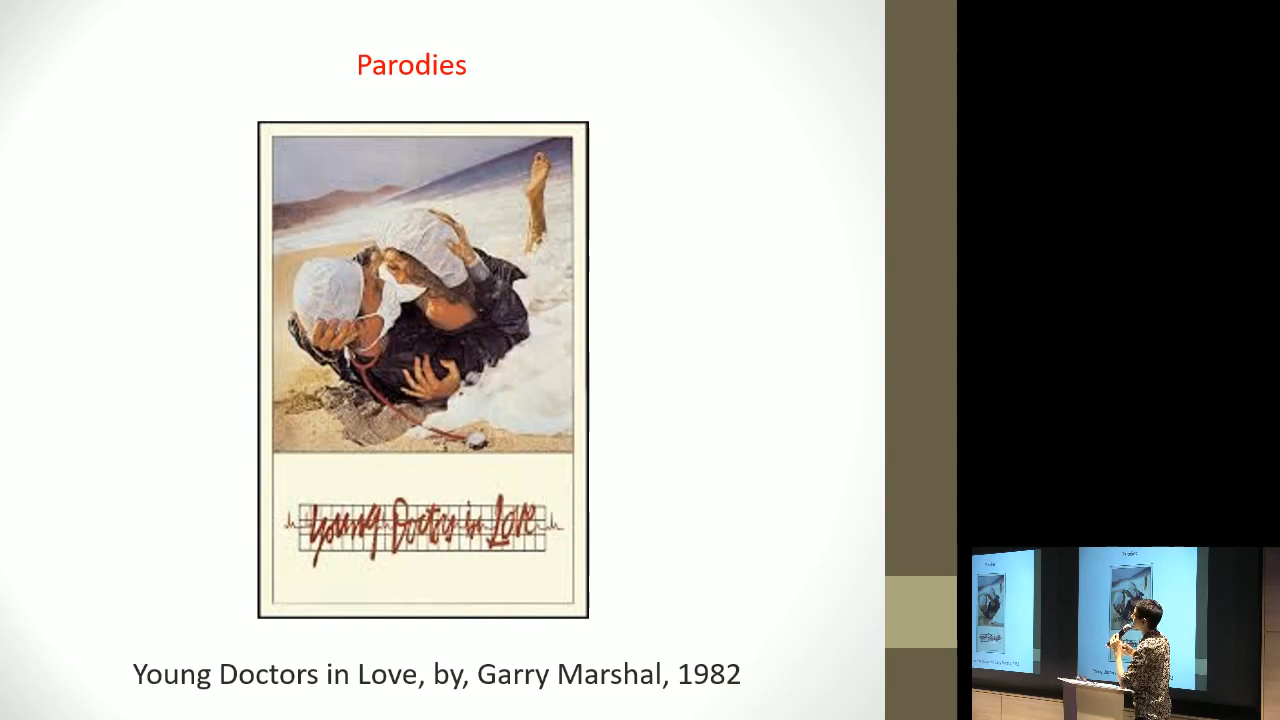 Parodies
Young Doctors in Love
Young Doctors in Love, by, Garry Marshal, 1982